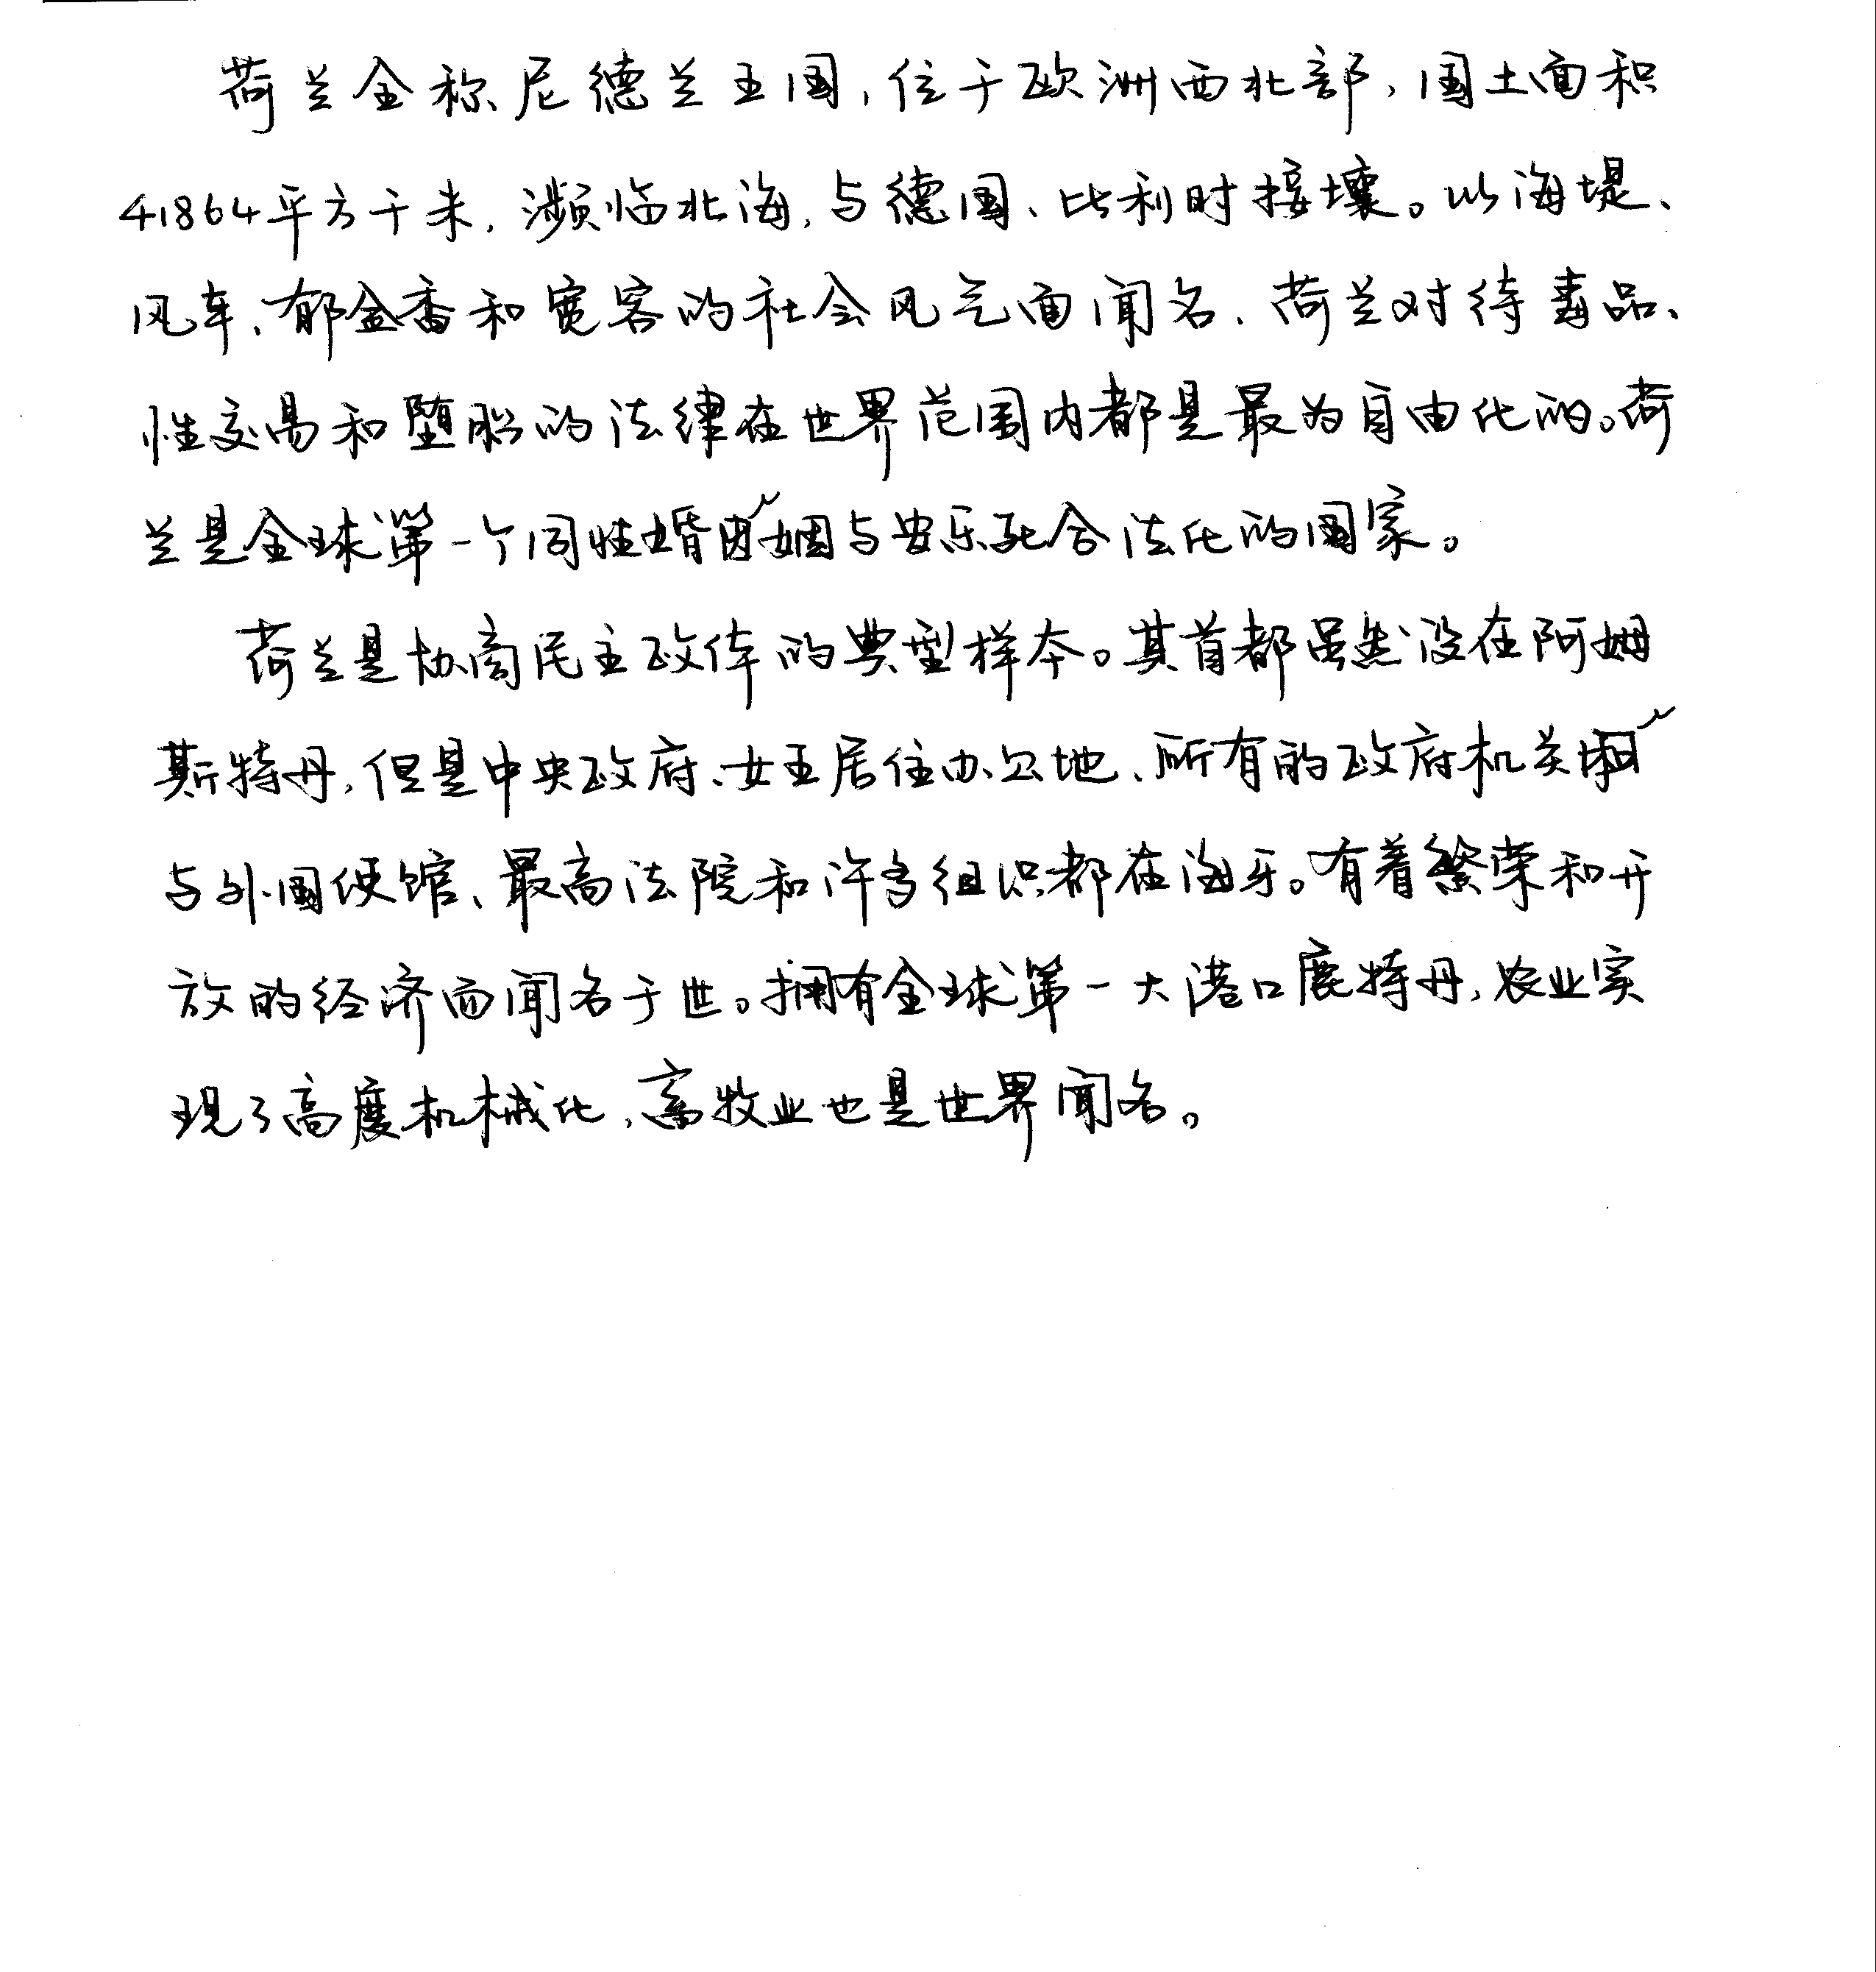 荷兰全称尼德兰王国,位于欧洲西北部,国土面积
41864平方千米,濒临北海,与德国、比利时接壤。以海堤、
风车、郁金香和宽容的社会风气而闻名、荷兰对待毒品、
性交易和堕胎的法律在世界范围内都是最为自由化的。荷
兰是全球第一个同性婚姻与安乐死合法化的国家。
荷兰是协商民主政体的典型样本。其首都虽然设在阿姆
斯特丹,但是中央政府、女王居住办公地、所有的政府机关
与外国使馆、最高法院和许多组织都在海牙。有着繁荣和开
放的经济而闻名于世。拥有全球第一大港口鹿特丹,农业实
现了高度机械化,畜牧业也是世界闻名。